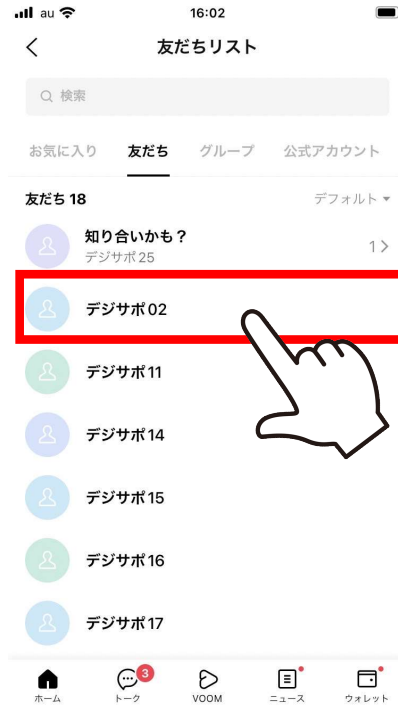 au 16:02
友だちリスト
検索
お気に入り 友だち グループ 公式アカウント
友だち 18 デフォルト
知り合いかも？
デジサポ25 1
デジサポ02
デジサポ11
デジサポ14
デジサポ15
デジサポ16
デジサポ17
3
ホーム トーク VOOM ニュース ウォレット